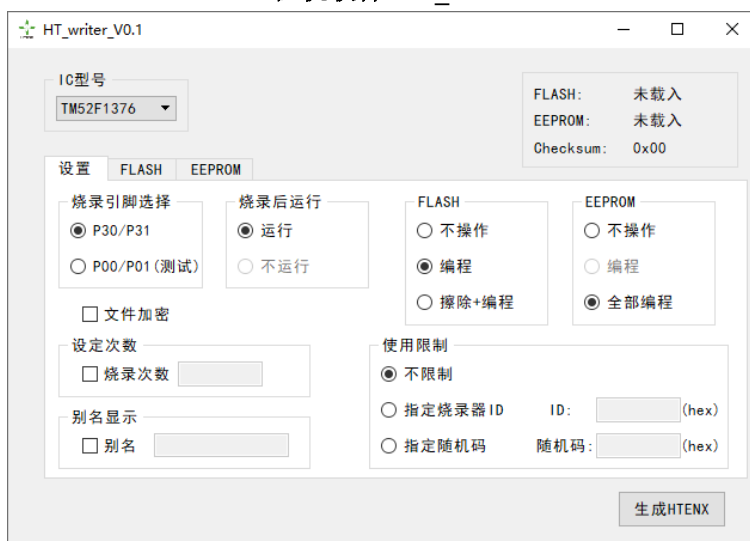 HT_writer_V0.1
IC型号
TM52F1376
FLASH: 未载入
EEPROM: 未载入
Checksum: 0x00
设置 FLASH EEPROM
烧录引脚选择
P30/P31
P00/P01(测试)
烧录后运行
运行
不运行
FLASH
不操作
编程
擦除+编程
EEPROM
不操作
编程
全部编程
文件加密
设定次数
烧录次数
别名显示
别名
使用限制
不限制
指定烧录器ID ID: (hex)
指定随机码 随机码: (hex)
生成HTENX